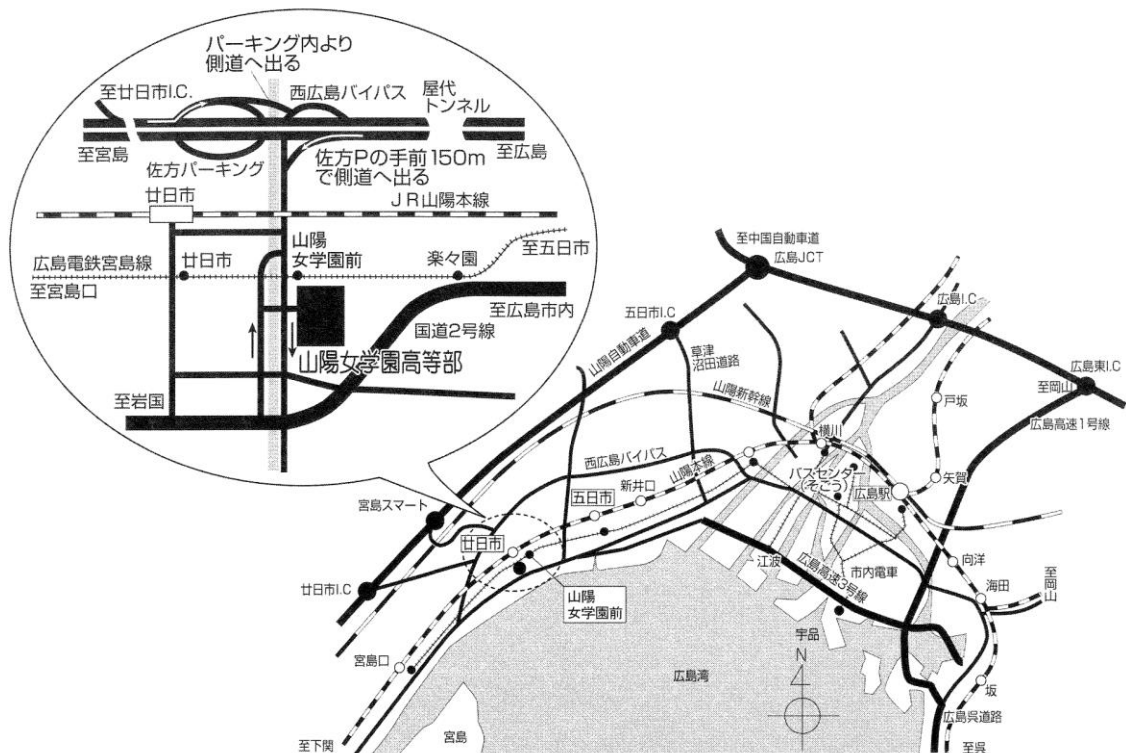 パーキング内より
側道へ出る
至廿日市I.C.
西広島バイパス
屋代
トンネル
至宮島
佐方パーキング
佐方Pの手前150m
で側道へ出る
至広島
廿日市
JR山陽本線
山陽
女学園前
広島電鉄宮島線
廿日市
楽々園
至五日市
至宮島口
至広島市内
国道2号線
山陽女学園高等部
至岩国
至中国自動車道
広島JCT
広島I.C
五日市I.C
山陽自動車道
草津
沼田道路
広島東I.C
至岡山
山陽新幹線
戸坂
広島高速1号線
横川
西広島バイパス
山陽本線
バスセンター
(そごう)
広島駅
矢賀
新井口
五日市
宮島スマート
廿日市
江波
広島高速3号線
市内電車
向洋
海田
至岡山
廿日市I.C
山陽
女学園前
宇品
N
宮島口
広島湾
坂
広島呉道路
至下関
宮島
至呉